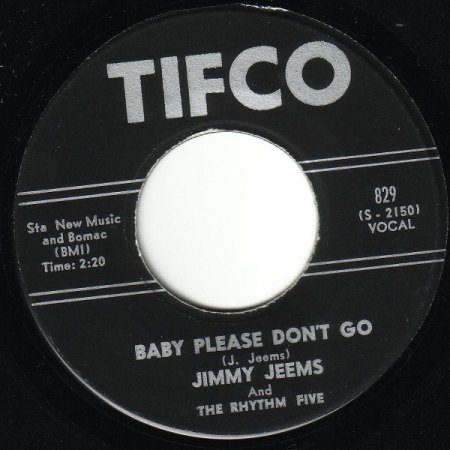 TIFCO
Sta New Music
and Bomac
(BMI)
Time: 2:20
829
(S - 2150)
VOCAL
BABY PLEASE DON'T GO
(J. Jeems)
JIMMY JEEMS
And
THE RHYTHM FIVE